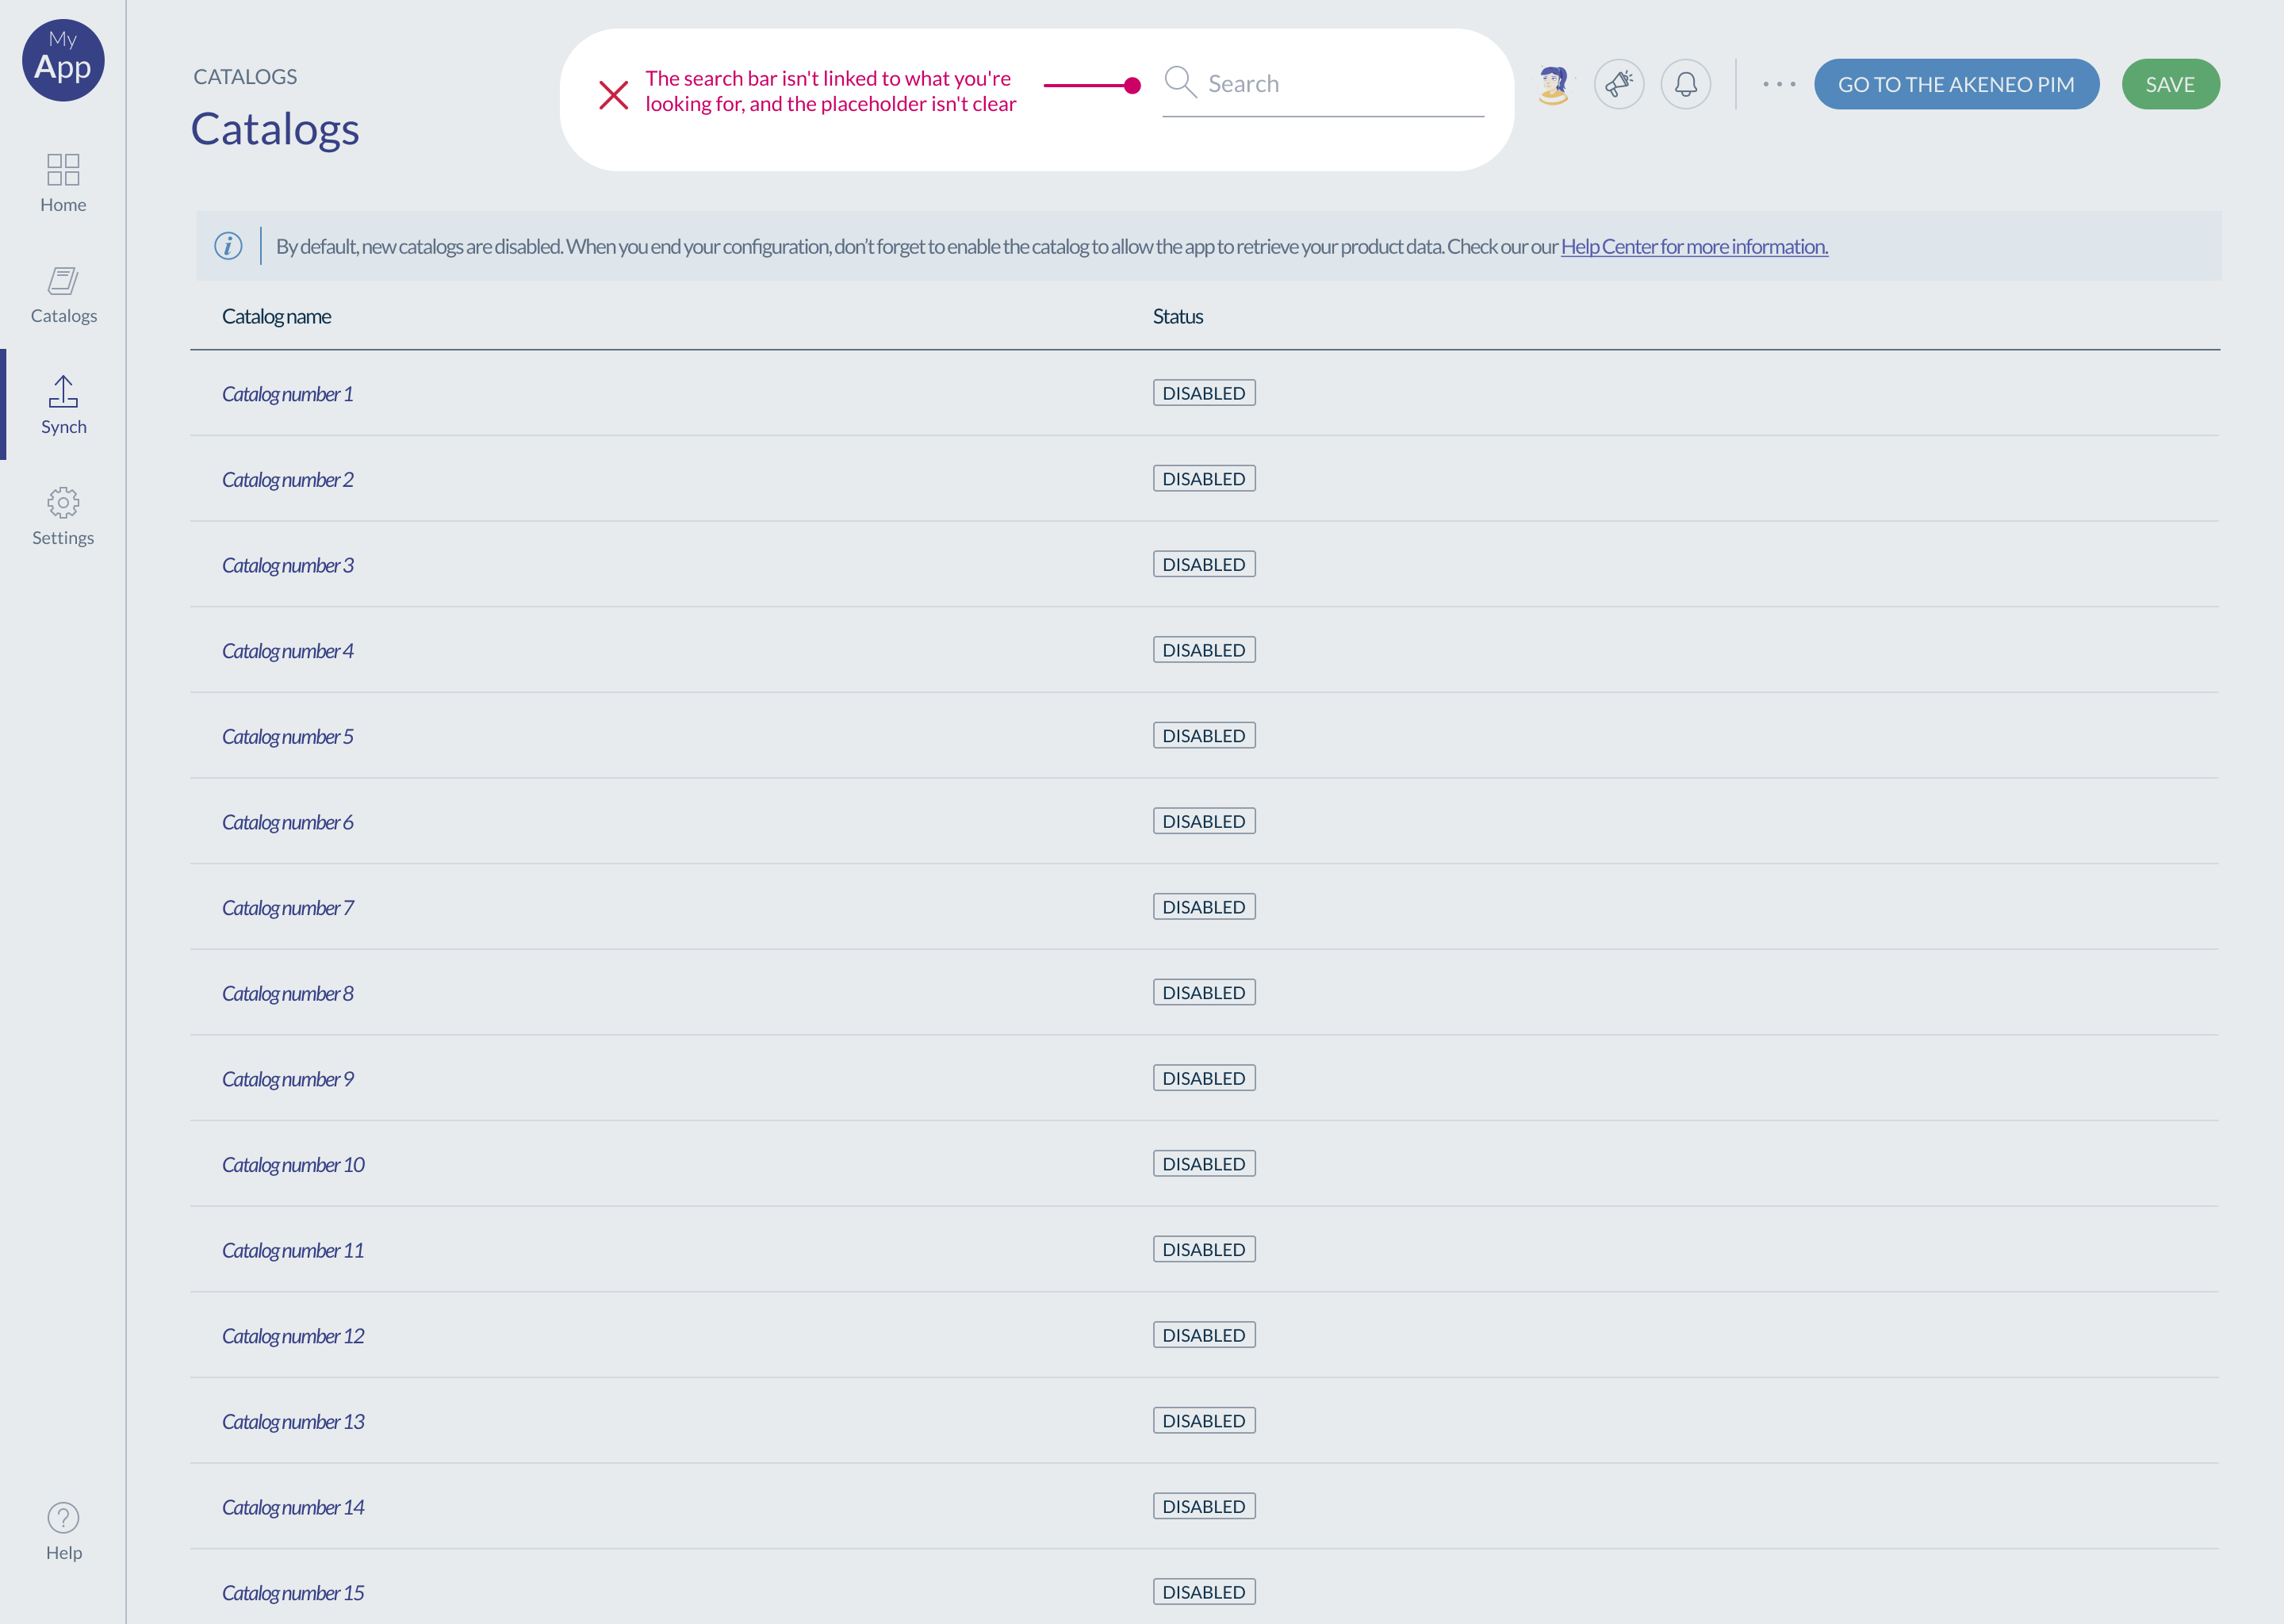 My
App
Home
Catalogs
Synch
Settings
Help
CATALOGS
Catalogs
The search bar isn't linked to what you're
looking for, and the placeholder isn't clear
Search
GO TO THE AKENEO PIM
SAVE
By default, new catalogs are disabled. When you end your configuration, don't forget to enable the catalog to allow the app to retrieve your product data. Check our our Help Center for more information.
Catalog name Status
Catalog number 1 DISABLED
Catalog number 2 DISABLED
Catalog number 3 DISABLED
Catalog number 4 DISABLED
Catalog number 5 DISABLED
Catalog number 6 DISABLED
Catalog number 7 DISABLED
Catalog number 8 DISABLED
Catalog number 9 DISABLED
Catalog number 10 DISABLED
Catalog number 11 DISABLED
Catalog number 12 DISABLED
Catalog number 13 DISABLED
Catalog number 14 DISABLED
Catalog number 15 DISABLED